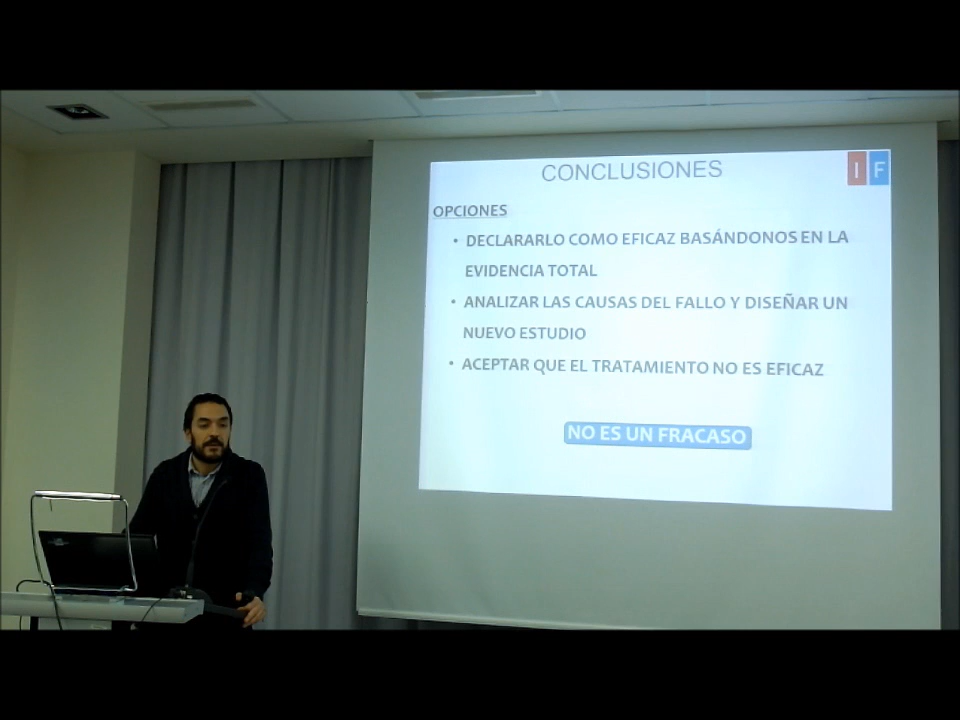 CONCLUSIONES
I F
OPCIONES
• DECLARARLO COMO EFICAZ BASÁNDONOS EN LA
EVIDENCIA TOTAL
• ANALIZAR LAS CAUSAS DEL FALLO Y DISEÑAR UN
NUEVO ESTUDIO
• ACEPTAR QUE EL TRATAMIENTO NO ES EFICAZ
NO ES UN FRACASO